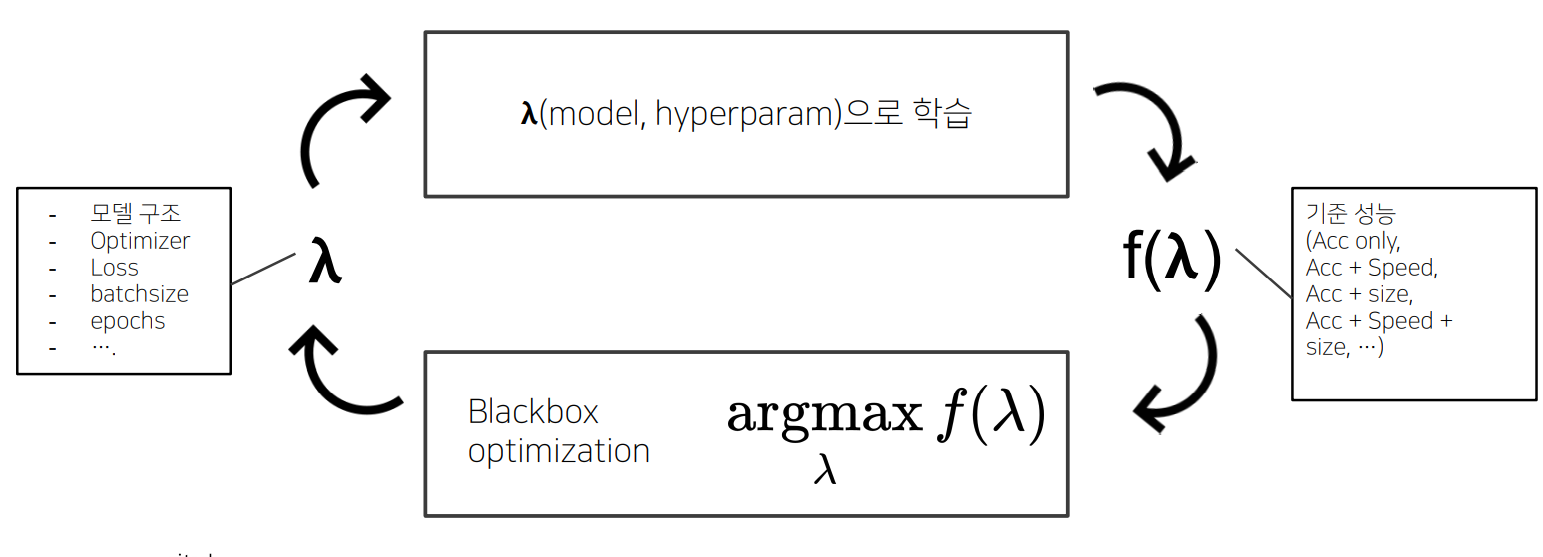 λ(model, hyperparam)으로 학습
- 모델 구조
- Optimizer
- Loss
- batchsize
- epochs
- ….
λ
f(λ)
기준 성능
(Acc only,
Acc + Speed,
Acc + size,
Acc + Speed +
size, …)
Blackbox
optimization
argmax f(λ)
λ